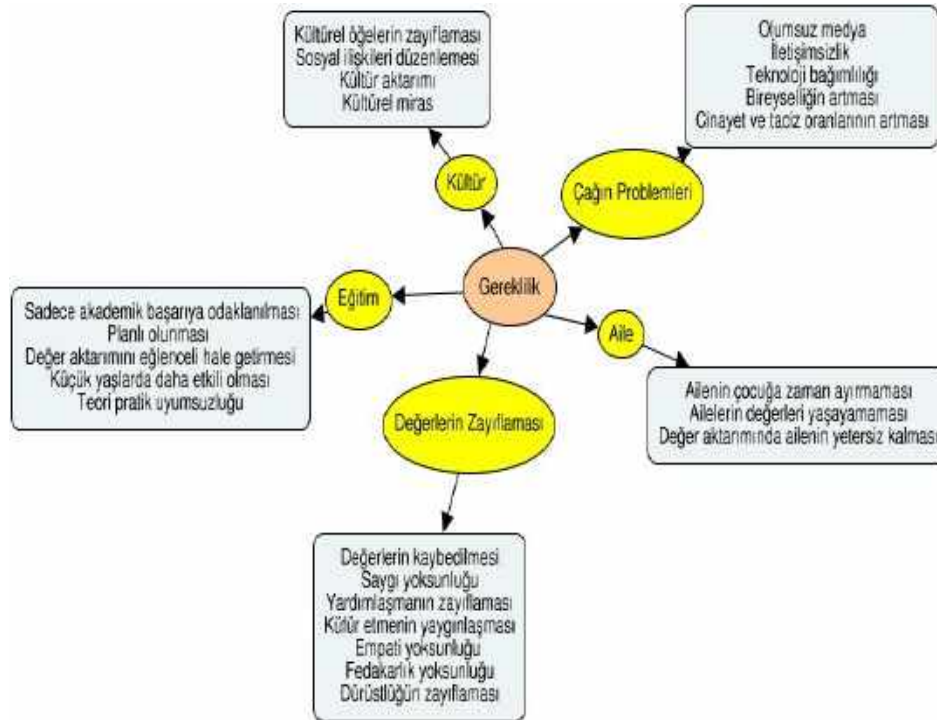 Kültürel öğelerin zayıflaması
Sosyal ilişkileri düzenlemesi
Kültür aktarımı
Kültürel miras
Olumsuz medya
İletişimsizlik
Teknoloji bağımlılığı
Bireyselliğin artması
Cinayet ve taciz oranlarının artması
Kültür
Çağın Problemleri
Gereklilik
Eğitim
Sadece akademik başarıya odaklanılması
Planlı olunması
Değer aktarımını eğlenceli hale getirmesi
Küçük yaşlarda daha etkili olması
Teori pratik uyumsuzluğu
Aile
Ailenin çocuğa zaman ayırmaması
Ailelerin değerleri yaşayamaması
Değer aktarımında ailenin yetersiz kalması
Değerlerin Zayıflaması
Değerlerin kaybedilmesi
Saygı yoksunluğu
Yardımlaşmanın zayıflaması
Küfür etmenin yaygınlaşması
Empati yoksunluğu
Fedakarlık yoksunluğu
Dürüstlüğün zayıflaması